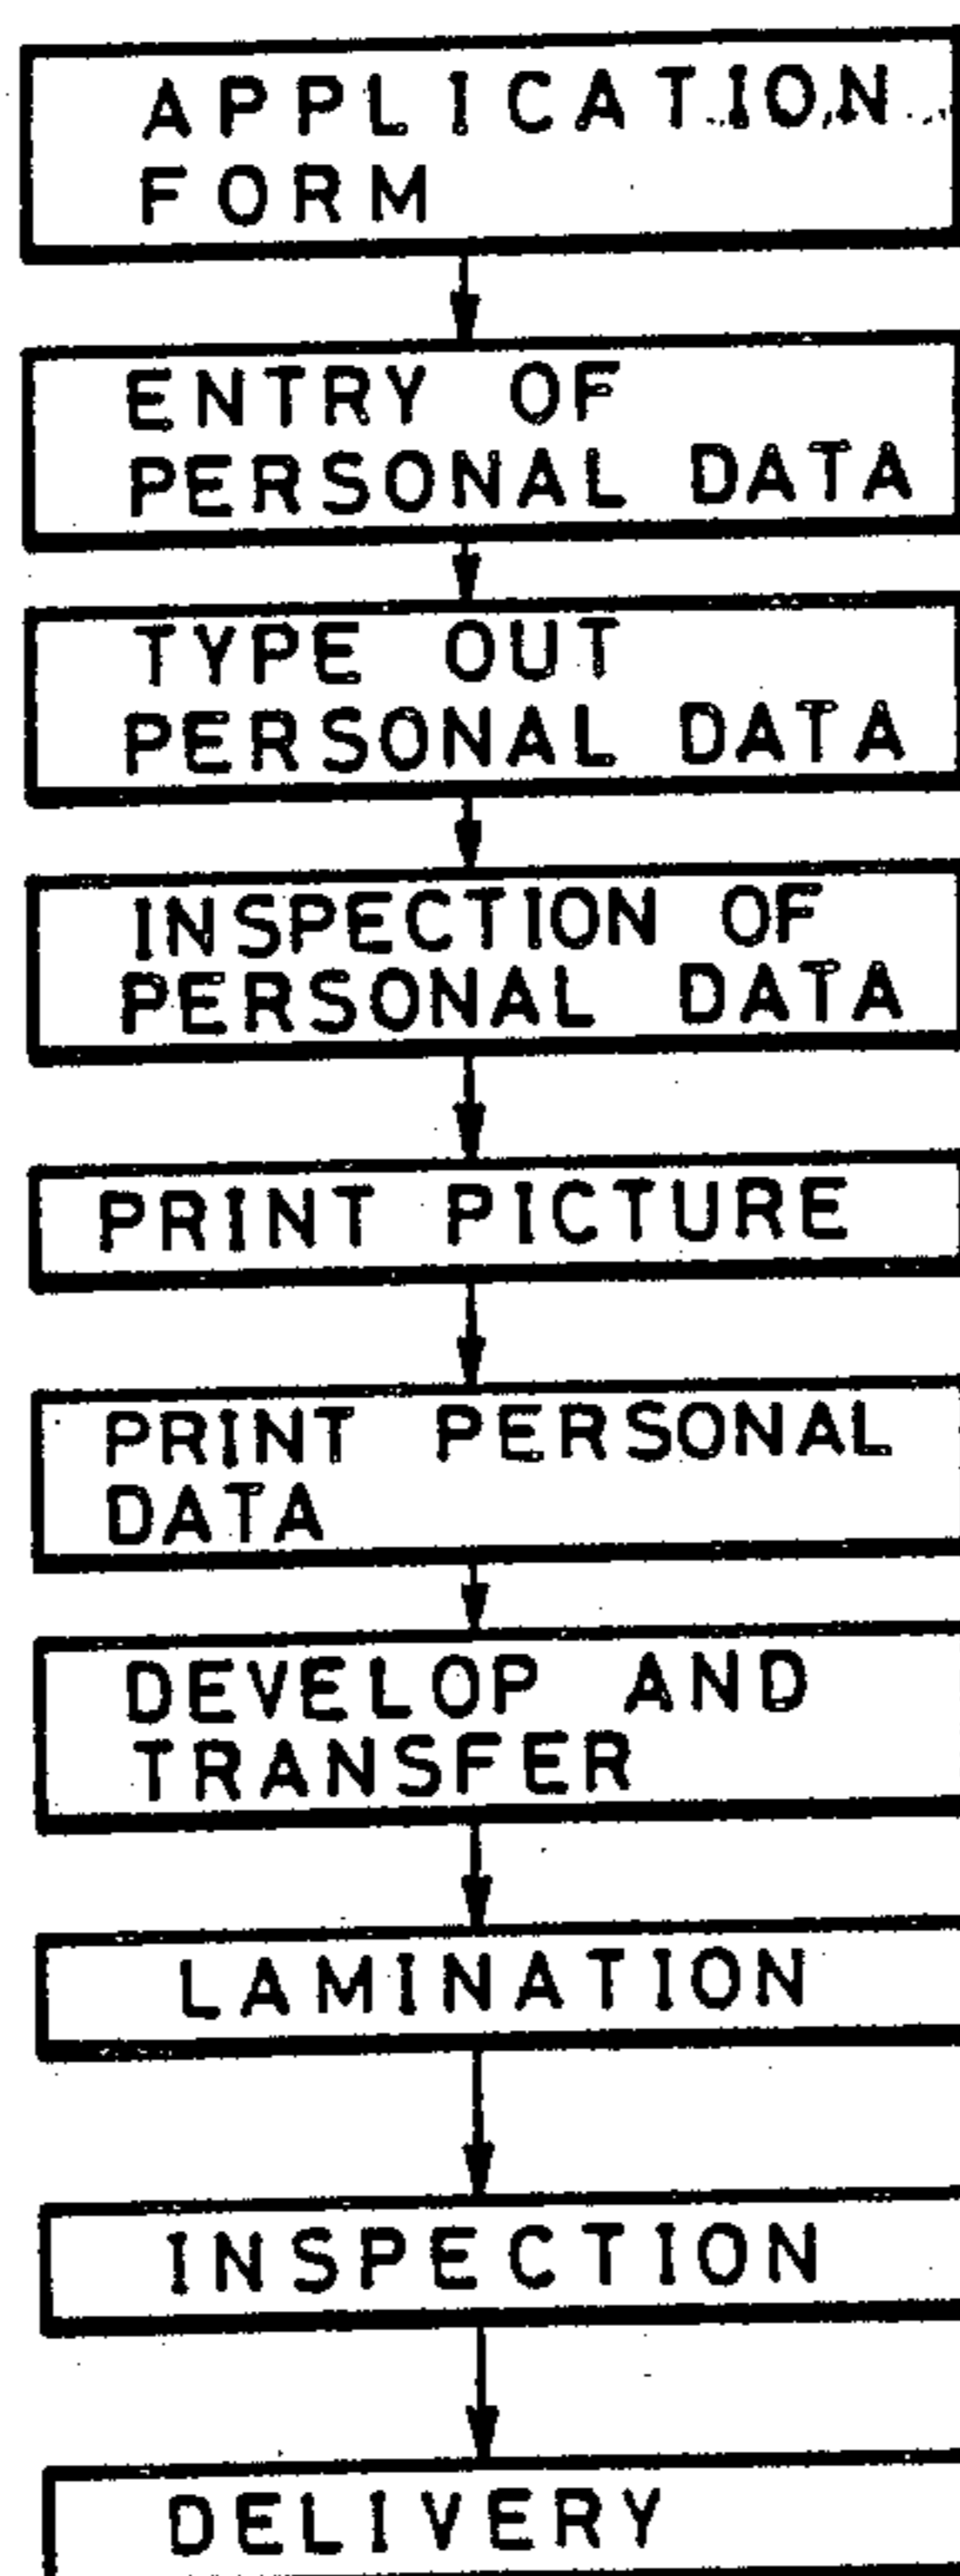 APPLICATION
FORM
ENTRY OF
PERSONAL DATA
TYPE OUT
PERSONAL DATA
INSPECTION OF
PERSONAL DATA
PRINT PICTURE
PRINT PERSONAL
DATA
DEVELOP AND
TRANSFER
LAMINATION
INSPECTION
DELIVERY